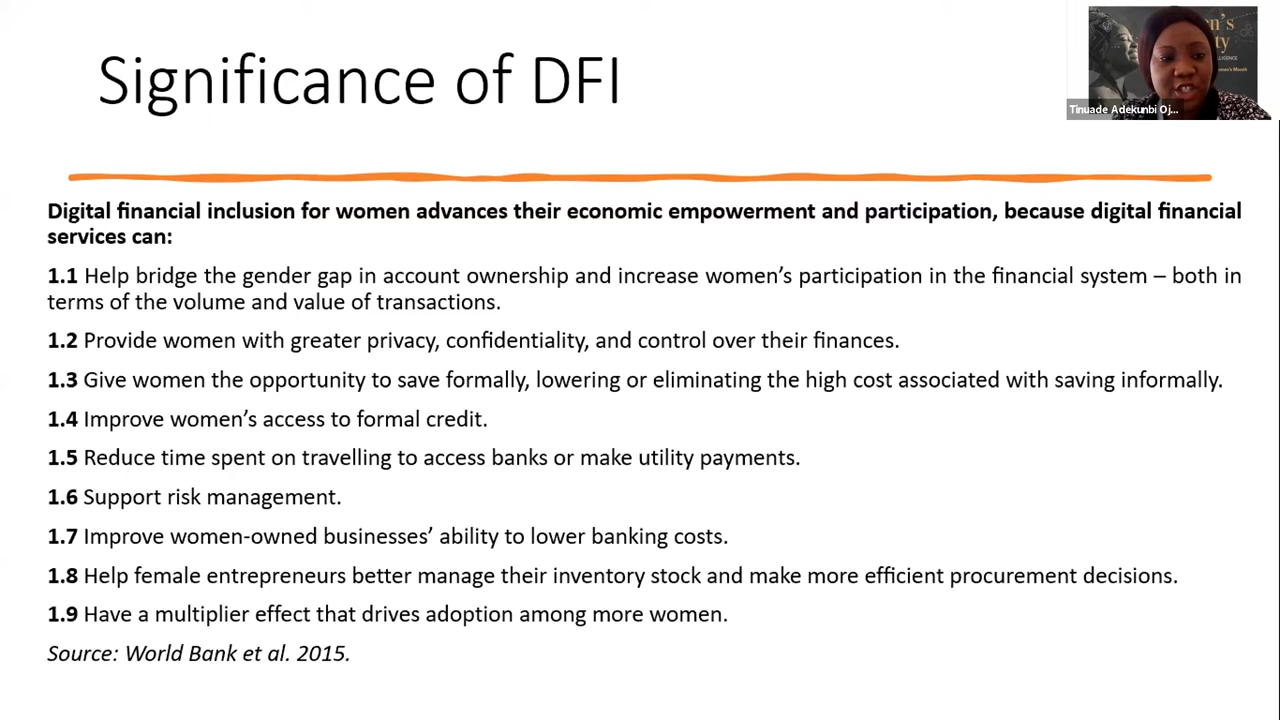 Significance of DFI
n's
ty
LLIGENCE
omen's Month
Tinuade Adekunbi Oj...
Digital financial inclusion for women advances their economic empowerment and participation, because digital financial
services can:
1.1 Help bridge the gender gap in account ownership and increase women’s participation in the financial system – both in
terms of the volume and value of transactions.
1.2 Provide women with greater privacy, confidentiality, and control over their finances.
1.3 Give women the opportunity to save formally, lowering or eliminating the high cost associated with saving informally.
1.4 Improve women’s access to formal credit.
1.5 Reduce time spent on travelling to access banks or make utility payments.
1.6 Support risk management.
1.7 Improve women-owned businesses’ ability to lower banking costs.
1.8 Help female entrepreneurs better manage their inventory stock and make more efficient procurement decisions.
1.9 Have a multiplier effect that drives adoption among more women.
Source: World Bank et al. 2015.